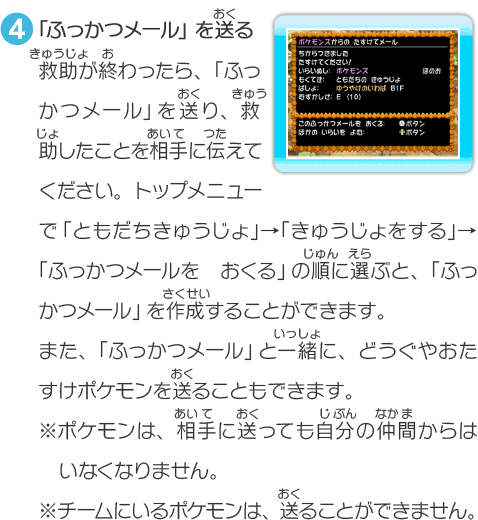 4 「ふっかつメール」を送る
救助が終わったら、「ふっ
かつメール」を送り、救
助したことを相手に伝えて
ください。トップメニュー
で「ともだちきゅうじょ」→「きゅうじょをする」→
「ふっかつメールを　おくる」の順に選ぶと、「ふっ
かつメール」を作成することができます。
また、「ふっかつメール」と一緒に、どうぐやおた
すけポケモンを送ることもできます。
※ポケモンは、相手に送っても自分の仲間からは
いなくなりません。
※チームにいるポケモンは、送ることができません。
ポケモンズからの たすけてメール
ちからつきました
たすけてください!
いらいぬし: ポケモンズ ほのお
もくてき: ともだちの きゅうじょ
ばしょ: ゆうやけのいわば B1F
むずかしさ: E (10)
このふっかつメールを おくる: ボタン
ほかの いらいを よむ: ボタン